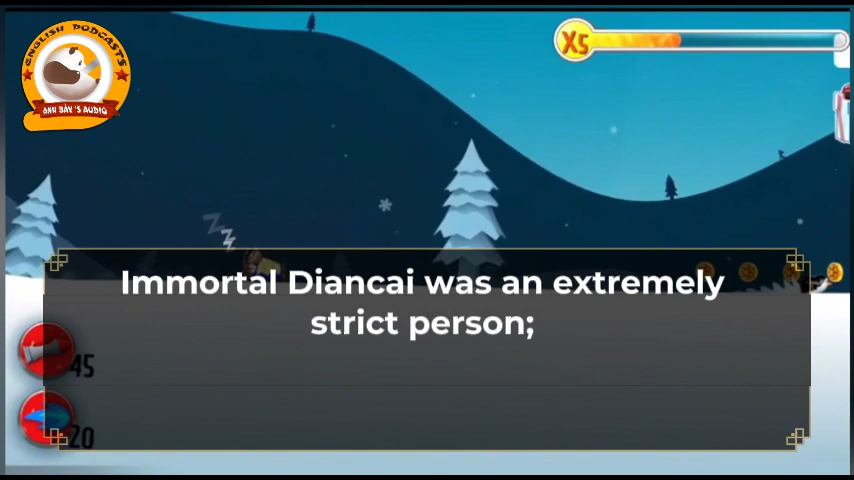 ENGLISH PODCASTS
ANH BẢY 'S AUDIO
X5
Z
Z
Immortal Diancai was an extremely
strict person;
45
20